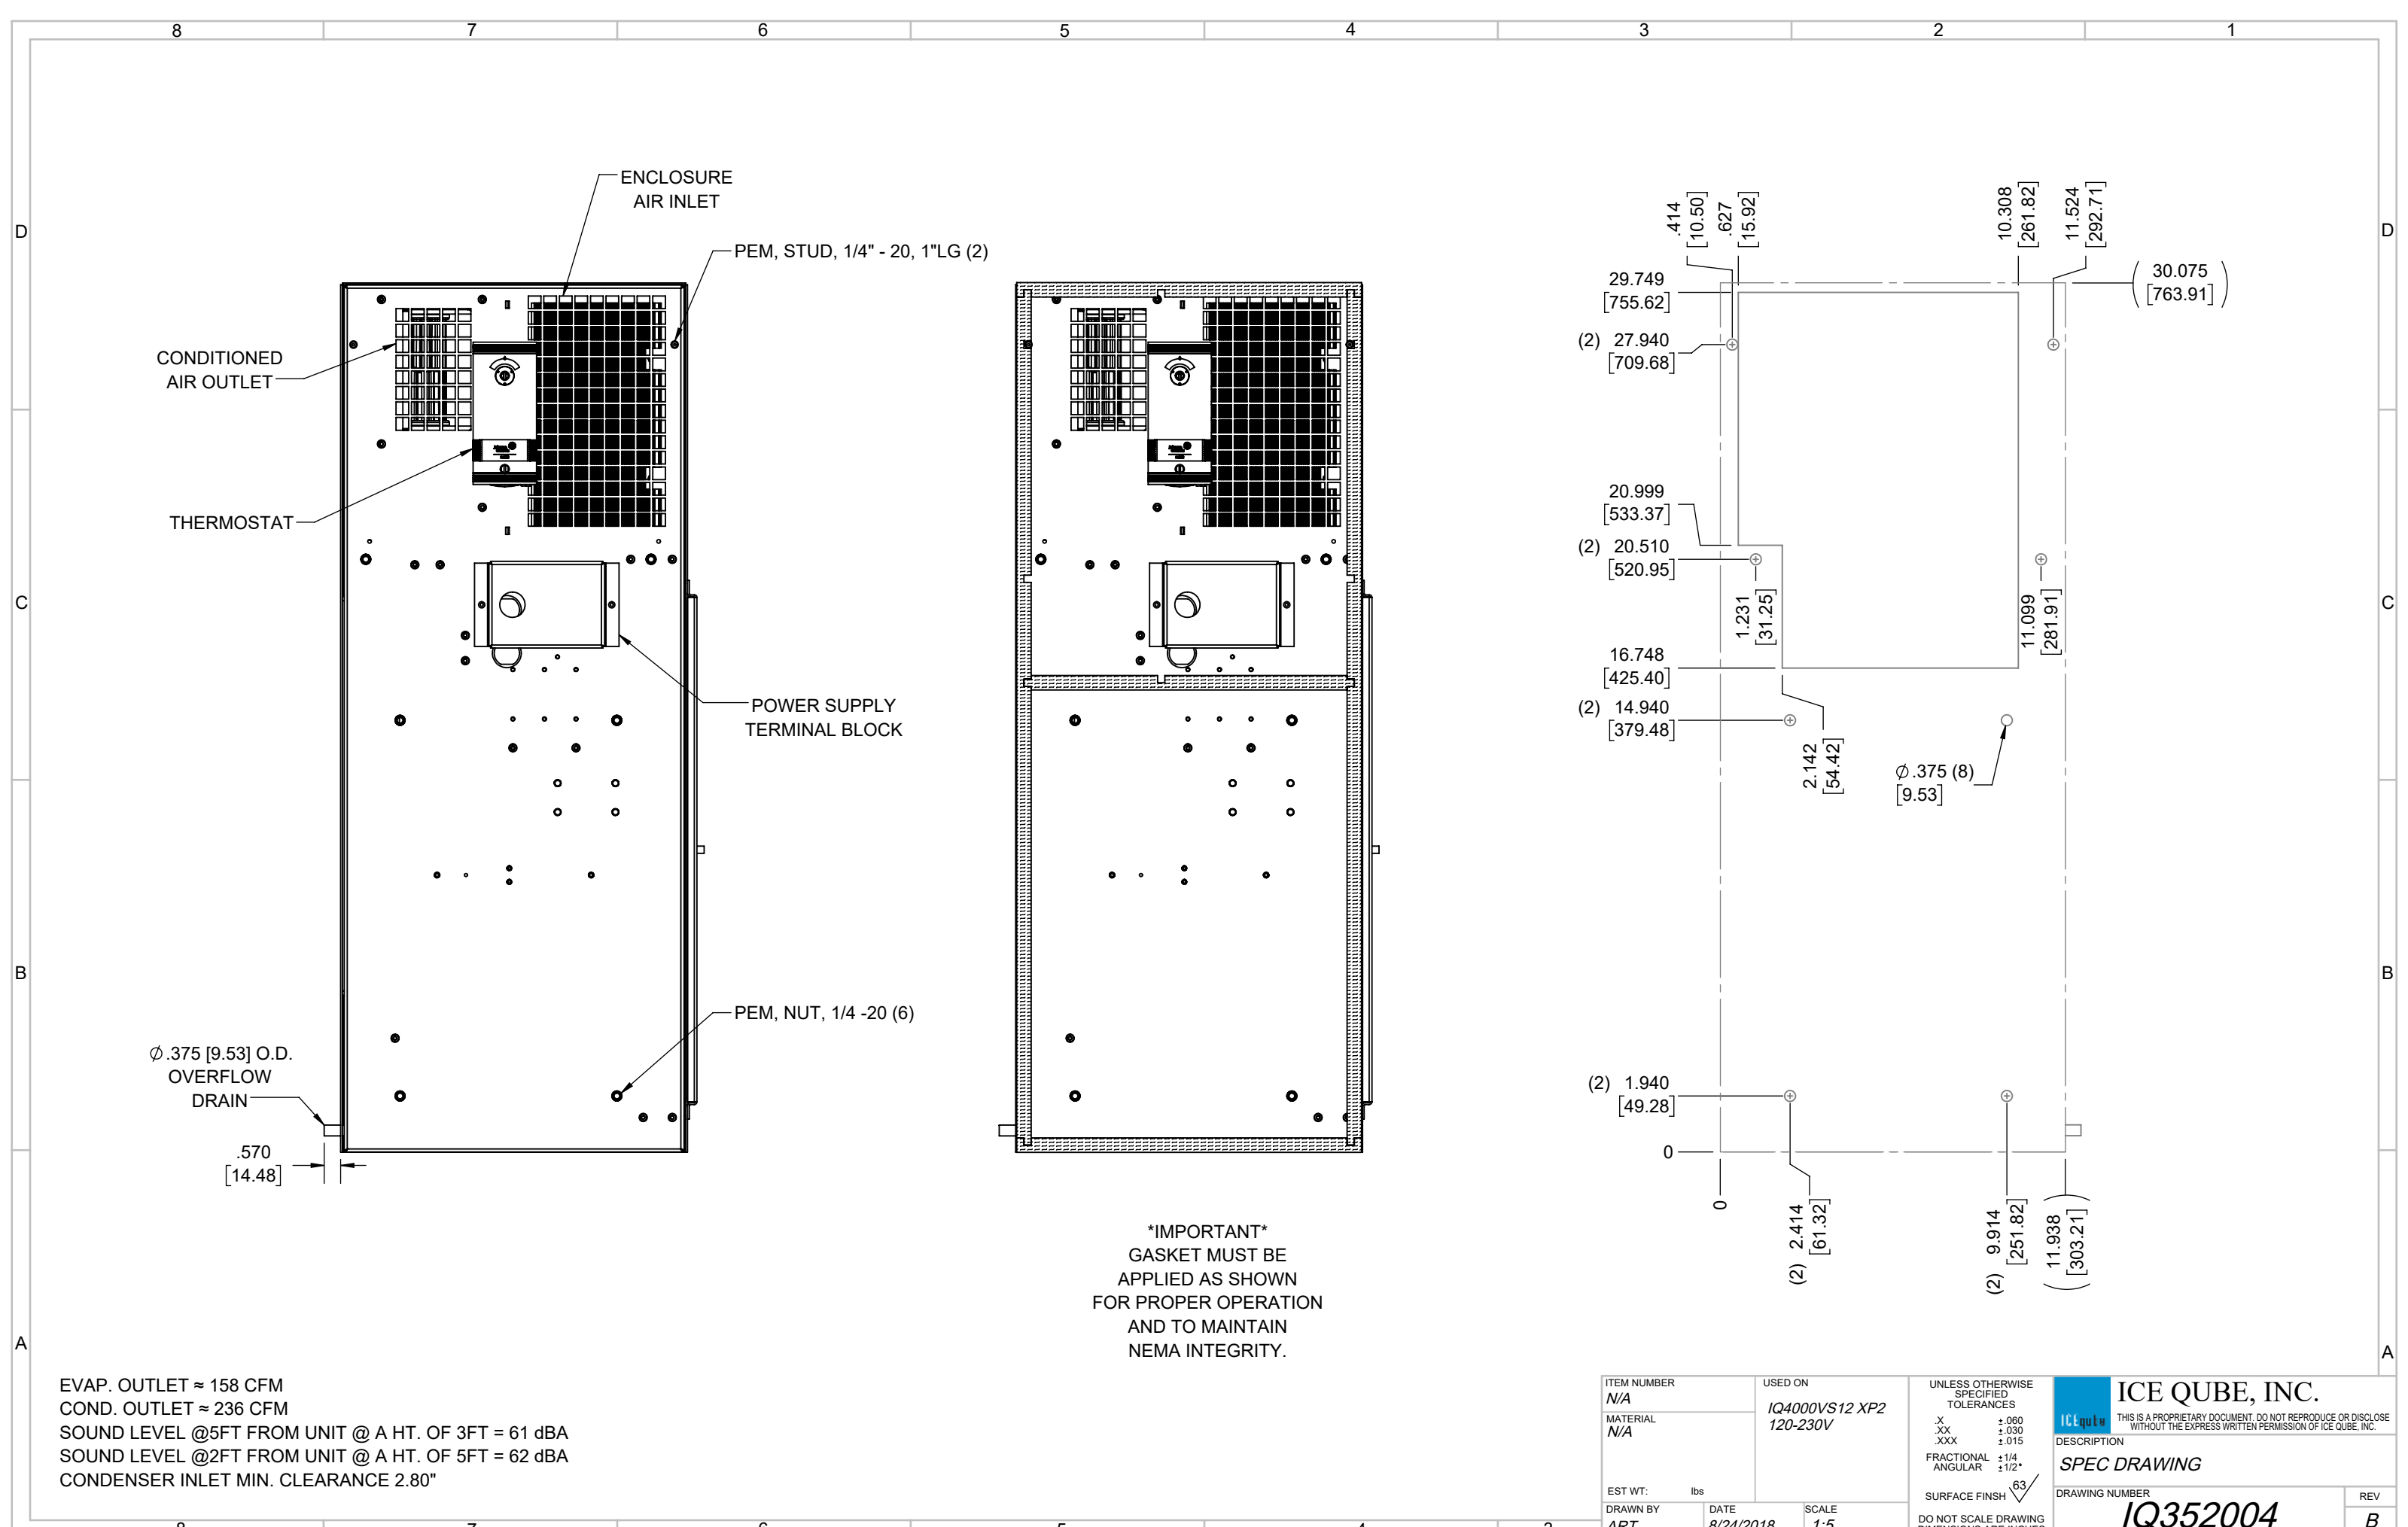 8 7 6 5 4 3 2 1
D D
C C
B B
A A
ENCLOSURE
AIR INLET
PEM, STUD, 1/4" - 20, 1"LG (2)
CONDITIONED
AIR OUTLET
THERMOSTAT
POWER SUPPLY
TERMINAL BLOCK
PEM, NUT, 1/4 -20 (6)
Ø.375 [9.53] O.D.
OVERFLOW
DRAIN
.570
[14.48]
*IMPORTANT*
GASKET MUST BE
APPLIED AS SHOWN
FOR PROPER OPERATION
AND TO MAINTAIN
NEMA INTEGRITY.
.414
[10.50]
.627
[15.92]
10.308
[261.82]
11.524
[292.71]
(30.075
[763.91])
29.749
[755.62]
(2) 27.940
[709.68]
20.999
[533.37]
(2) 20.510
[520.95]
1.231
[31.25]
11.099
[281.91]
16.748
[425.40]
(2) 14.940
[379.48]
2.142
[54.42]
Ø.375 (8)
[9.53]
(2) 1.940
[49.28]
0
0
(2) 2.414
[61.32]
(2) 9.914
[251.82]
(11.938
[303.21])
EVAP. OUTLET ≈ 158 CFM
COND. OUTLET ≈ 236 CFM
SOUND LEVEL @5FT FROM UNIT @ A HT. OF 3FT = 61 dBA
SOUND LEVEL @2FT FROM UNIT @ A HT. OF 5FT = 62 dBA
CONDENSER INLET MIN. CLEARANCE 2.80"
ITEM NUMBER
N/A
MATERIAL
N/A
EST WT: lbs
USED ON
IQ4000VS12 XP2
120-230V
DRAWN BY
ART
DATE
8/24/2018
SCALE
1:5
UNLESS OTHERWISE
SPECIFIED
TOLERANCES
.X ±.060
.XX ±.030
.XXX ±.015
FRACTIONAL ±1/4
ANGULAR ±1/2°
SURFACE FINSH 63
DO NOT SCALE DRAWING
DIMENSIONS ARE INCHES
ICEqube
ICE QUBE, INC.
THIS IS A PROPRIETARY DOCUMENT. DO NOT REPRODUCE OR DISCLOSE
WITHOUT THE EXPRESS WRITTEN PERMISSION OF ICE QUBE, INC.
DESCRIPTION
SPEC DRAWING
DRAWING NUMBER
IQ352004
REV
B